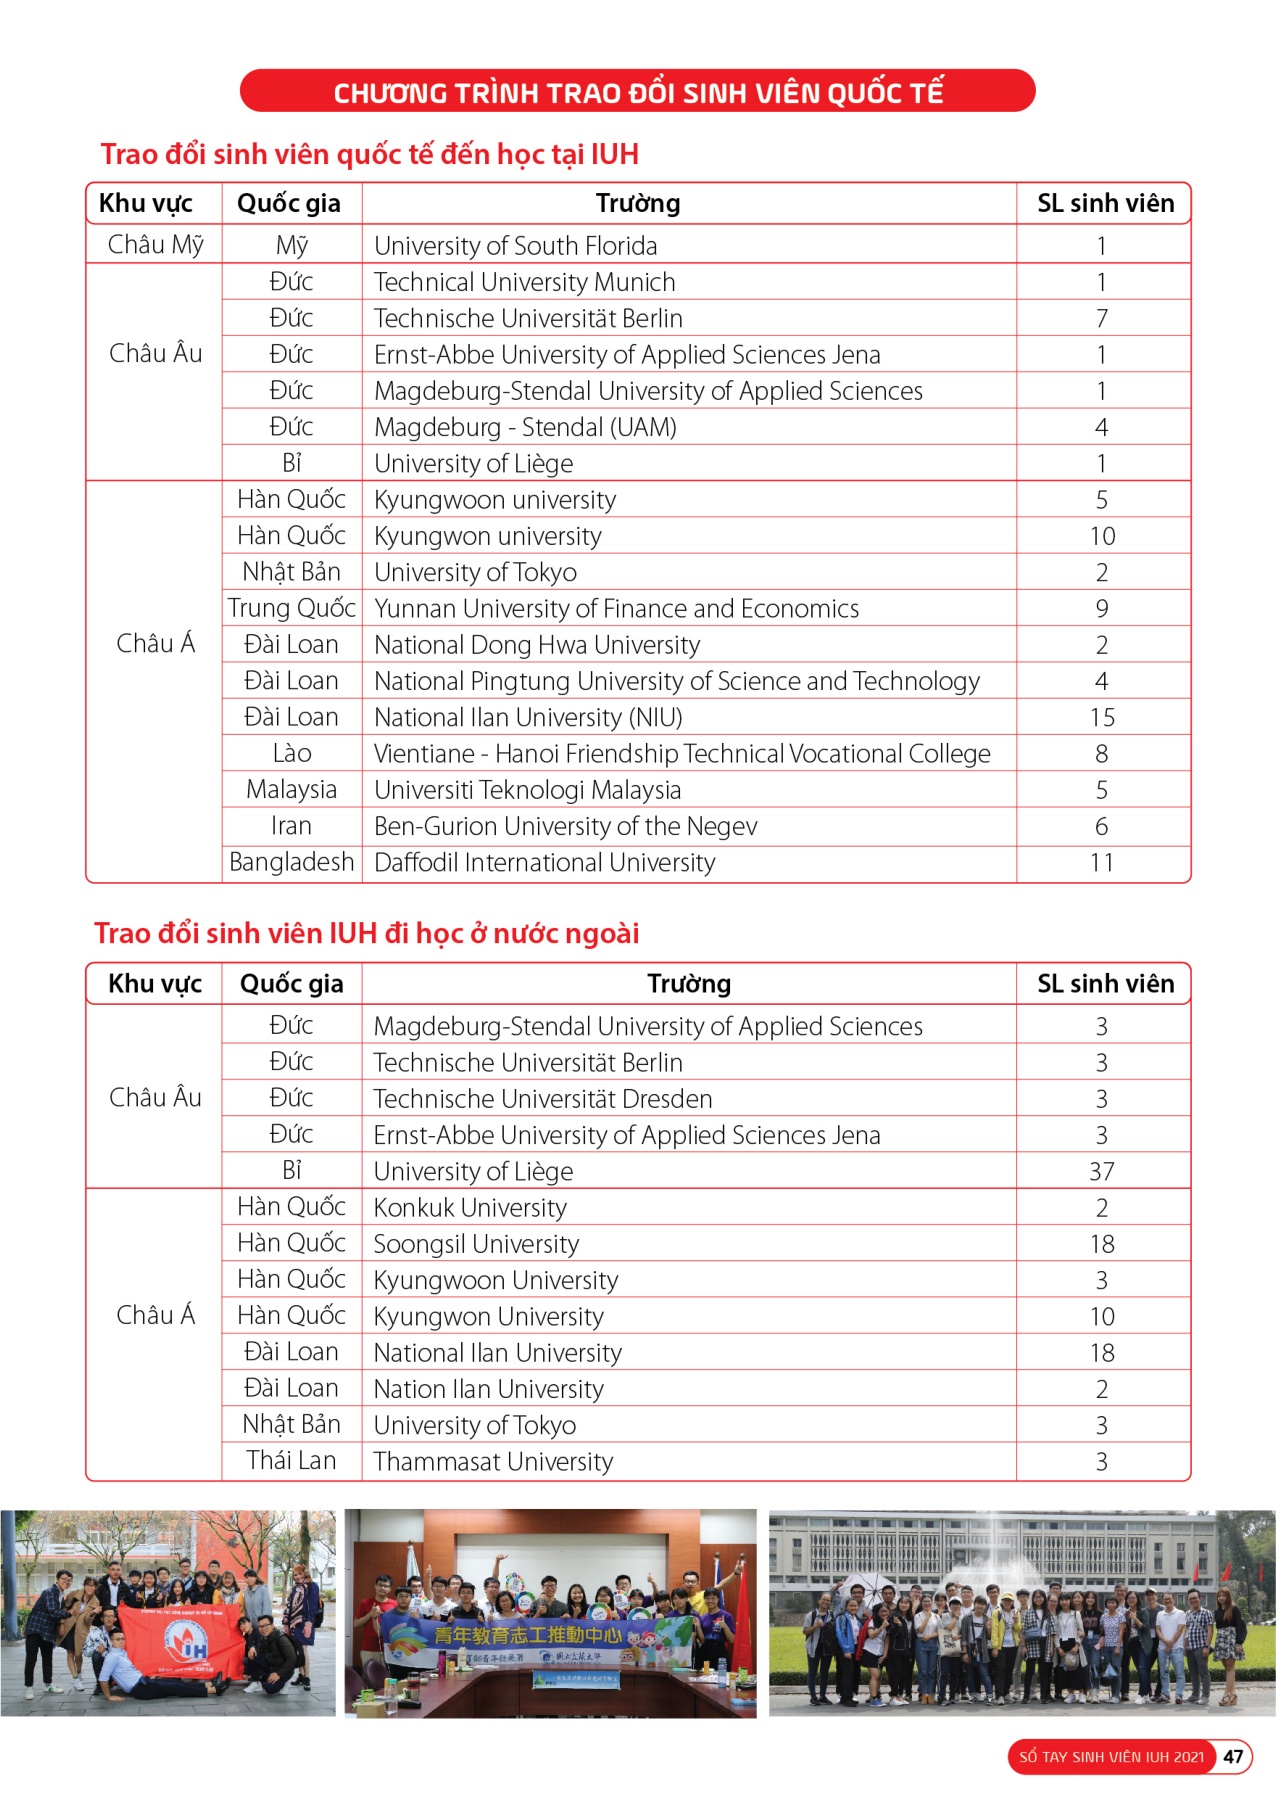 CHƯƠNG TRÌNH TRAO ĐỔI SINH VIÊN QUỐC TẾ
Trao đổi sinh viên quốc tế đến học tại IUH
Khu vực Quốc gia Trường SL sinh viên
Châu Mỹ Mỹ University of South Florida 1
Đức Technical University Munich 1
Đức Technische Universität Berlin 7
Châu Âu Đức Ernst-Abbe University of Applied Sciences Jena 1
Đức Magdeburg-Stendal University of Applied Sciences 1
Đức Magdeburg - Stendal (UAM) 4
Bỉ University of Liège 1
Hàn Quốc Kyungwoon university 5
Hàn Quốc Kyungwon university 10
Nhật Bản University of Tokyo 2
Trung Quốc Yunnan University of Finance and Economics 9
Châu Á Đài Loan National Dong Hwa University 2
Đài Loan National Pingtung University of Science and Technology 4
Đài Loan National Ilan University (NIU) 15
Lào Vientiane - Hanoi Friendship Technical Vocational College 8
Malaysia Universiti Teknologi Malaysia 5
Iran Ben-Gurion University of the Negev 6
Bangladesh Daffodil International University 11
Trao đổi sinh viên IUH đi học ở nước ngoài
Khu vực Quốc gia Trường SL sinh viên
Đức Magdeburg-Stendal University of Applied Sciences 3
Đức Technische Universität Berlin 3
Châu Âu Đức Technische Universität Dresden 3
Đức Ernst-Abbe University of Applied Sciences Jena 3
Bỉ University of Liège 37
Hàn Quốc Konkuk University 2
Hàn Quốc Soongsil University 18
Hàn Quốc Kyungwoon University 3
Châu Á Hàn Quốc Kyungwon University 10
Đài Loan National Ilan University 18
Đài Loan Nation Ilan University 2
Nhật Bản University of Tokyo 3
Thái Lan Thammasat University 3
IUH
青年教育志工推動中心
國立宜蘭大學
SỔ TAY SINH VIÊN IUH 2021 47